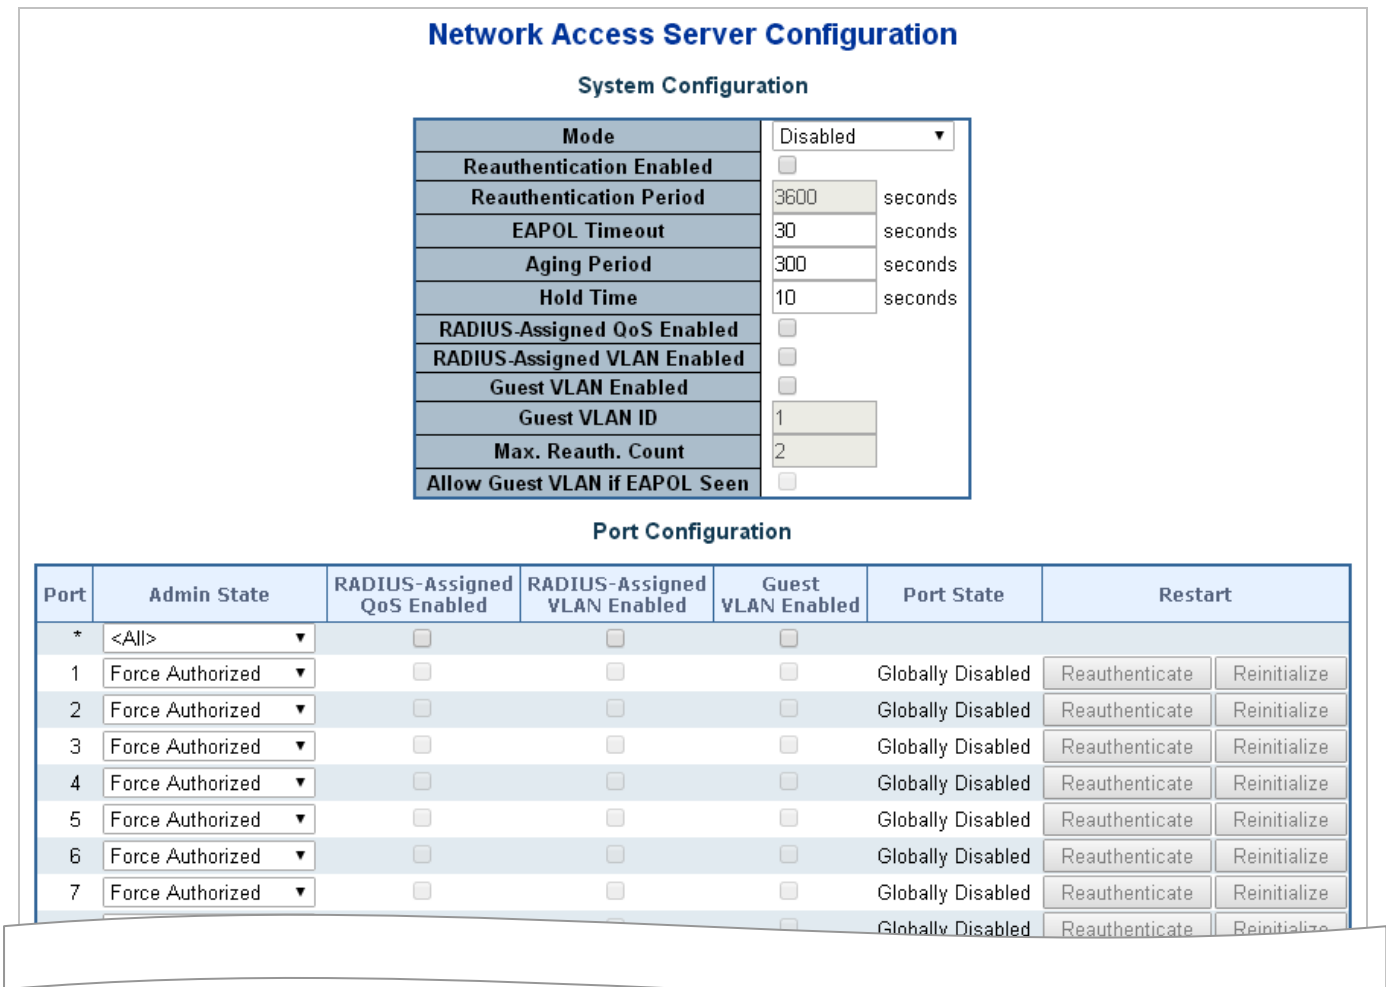 Network Access Server Configuration
System Configuration
Mode Disabled
Reauthentication Enabled
Reauthentication Period 3600 seconds
EAPOL Timeout 30 seconds
Aging Period 300 seconds
Hold Time 10 seconds
RADIUS-Assigned QoS Enabled
RADIUS-Assigned VLAN Enabled
Guest VLAN Enabled
Guest VLAN ID 1
Max. Reauth. Count 2
Allow Guest VLAN if EAPOL Seen
Port Configuration
Port Admin State RADIUS-Assigned QoS Enabled RADIUS-Assigned VLAN Enabled Guest VLAN Enabled Port State Restart
* <All>
1 Force Authorized Globally Disabled Reauthenticate Reinitialize
2 Force Authorized Globally Disabled Reauthenticate Reinitialize
3 Force Authorized Globally Disabled Reauthenticate Reinitialize
4 Force Authorized Globally Disabled Reauthenticate Reinitialize
5 Force Authorized Globally Disabled Reauthenticate Reinitialize
6 Force Authorized Globally Disabled Reauthenticate Reinitialize
7 Force Authorized Globally Disabled Reauthenticate Reinitialize
Globally Disabled Reauthenticate Reinitialize